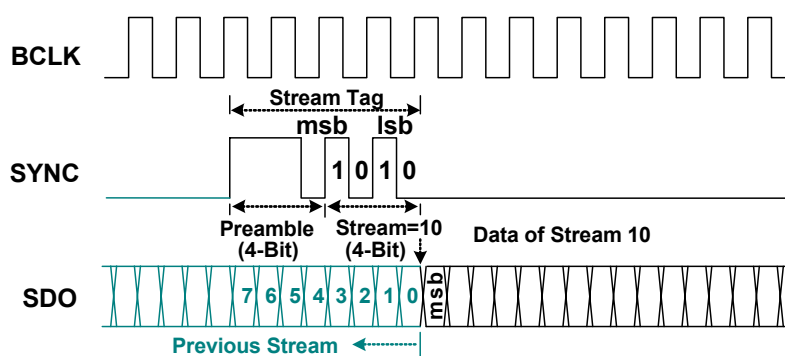 BCLK
Stream Tag
msb lsb
SYNC
1 0 1 0
Preamble
(4-Bit)
Stream=10
(4-Bit)
Data of Stream 10
SDO
7 6 5 4 3 2 1 0
msb
Previous Stream